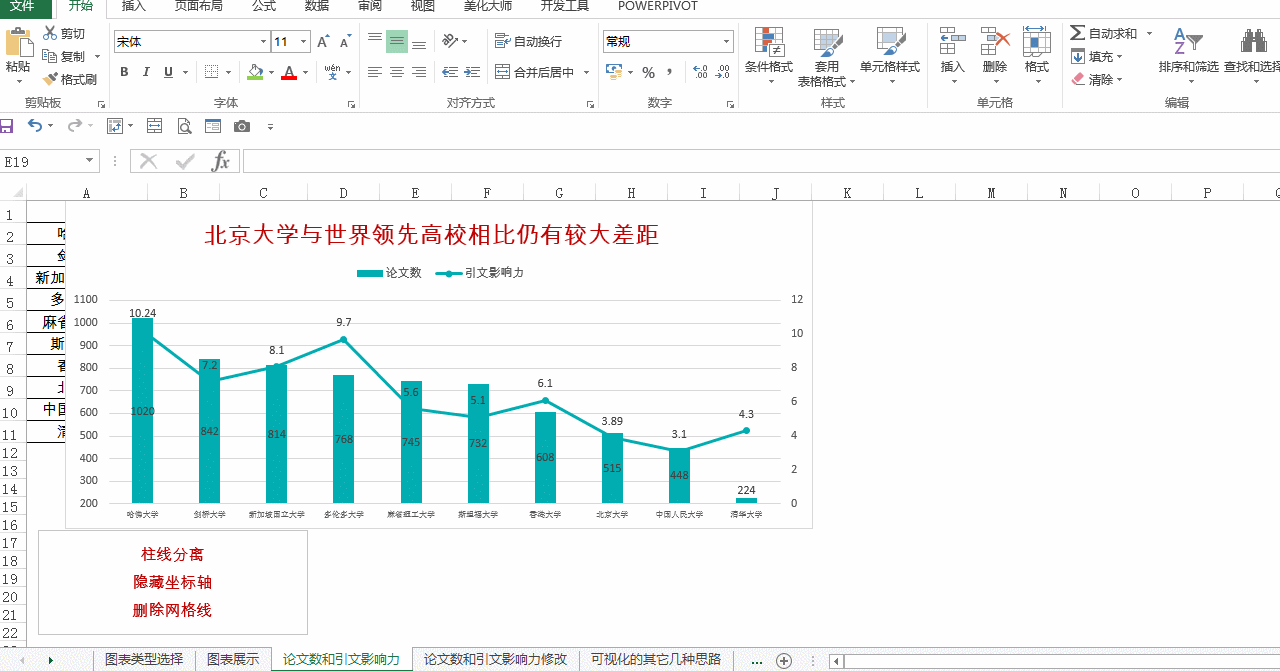 文件 开始 插入 页面布局 公式 数据 审阅 视图 美化大师 开发工具 POWERPIVOT
粘贴
剪切
复制
格式刷
剪贴板
宋体 11
B I U
wén
字体
自动换行
合并后居中
对齐方式
常规
%
数字
条件格式
套用
表格格式
单元格样式
样式
插入 删除 格式
单元格
自动求和
填充
清除
排序和筛选 查找和选择
编辑
E19
fx
A B C D E F G H I J K L M N O P Q
1
2
3
4 新加
5 多
6 麻省
7 斯
8 香
9 北
10 中国
11 清
12
13
14
15
16
17
18
19
20
21
22
北京大学与世界领先高校相比仍有较大差距
论文数 引文影响力
1100
1000
900
800
700
600
500
400
300
200
12
10
8
6
4
2
0
10.24 7.2 8.1 9.7 5.6 5.1 6.1 3.89 3.1 4.3
1020 842 814 768 745 732 608 515 448 224
哈佛大学 剑桥大学 新加坡国立大学 多伦多大学 麻省理工大学 斯坦福大学 香港大学 北京大学 中国人民大学 清华大学
柱线分离
隐藏坐标轴
删除网格线
图表类型选择 图表展示 论文数和引文影响力 论文数和引文影响力修改 可视化的其它几种思路 ...